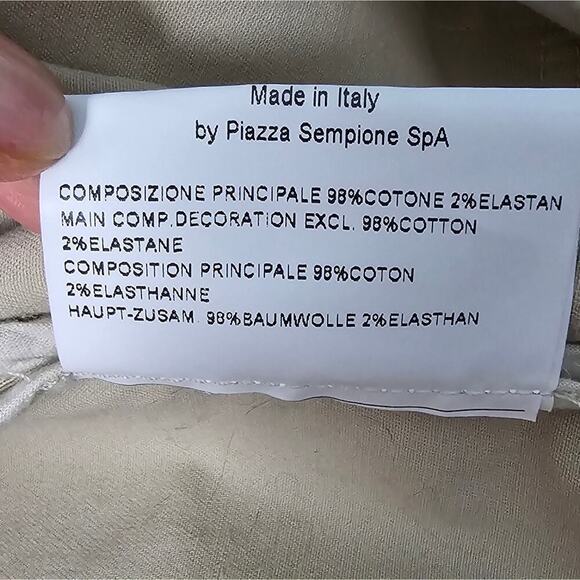 Made in Italy
by Piazza Sempione SpA
COMPOSIZIONE PRINCIPALE 98%COTONE 2%ELASTAN
MAIN COMP.DECORATION EXCL. 98%COTTON
2%ELASTANE
COMPOSITION PRINCIPALE 98%COTON
2%ELASTHANNE
HAUPT-ZUSAM. 98%BAUMWOLLE 2%ELASTHAN